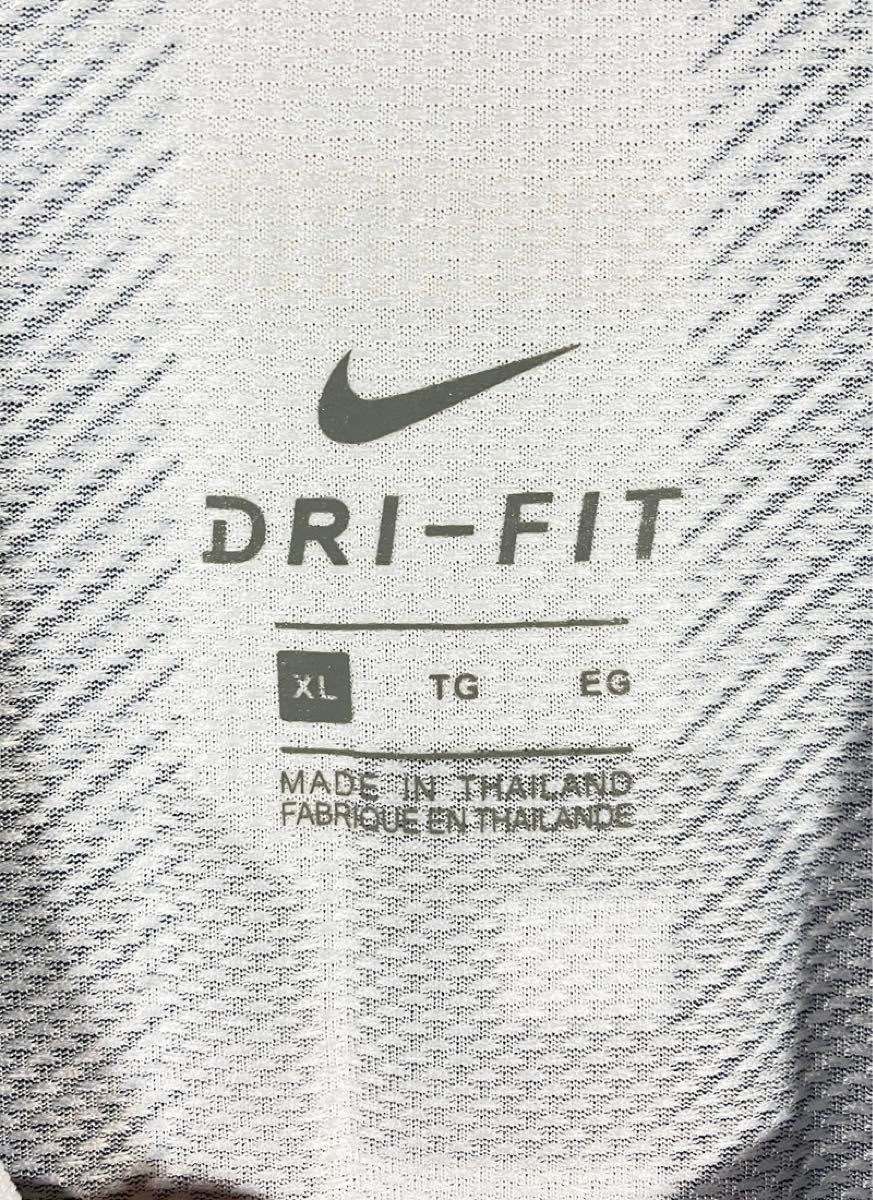 DRI-FIT
XL TG EG
MADE IN THAILAND
FABRIQUE EN THAILANDE